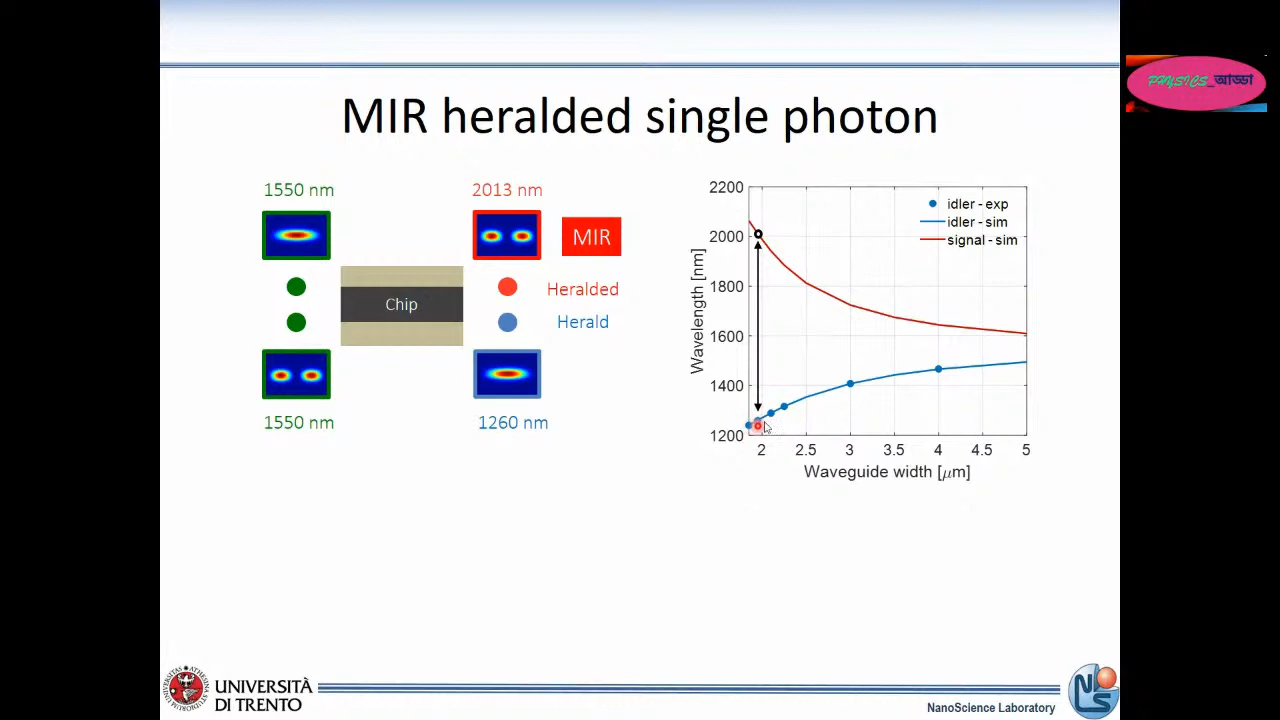 PHYSICS_আড্ডা
MIR heralded single photon
1550 nm
2013 nm
MIR
Chip
Heralded
Herald
1550 nm
1260 nm
2200
2000
1800
1600
1400
1200
Wavelength [nm]
idler - exp
idler - sim
signal - sim
2
2.5
3
3.5
4
4.5
5
Waveguide width [μm]
UNIVERSITÀ
DI TRENTO
NanoScience Laboratory